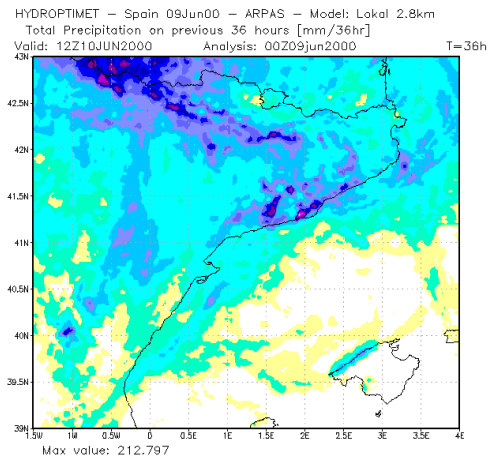 HYDROPTIMET - Spain 09Jun00 - ARPAS - Model: Lokal 2.8km
Total Precipitation on previous 36 hours [mm/36hr]
Valid: 12Z10JUN2000 Analysis: 00Z09jun2000 T=36h
43N
42.5N
42N
41.5N
41N
40.5N
40N
39.5N
39N
1.5W 1W 0.5W 0 0.5E 1E 1.5E 2E 2.5E 3E 3.5E 4E
Max value: 212.797